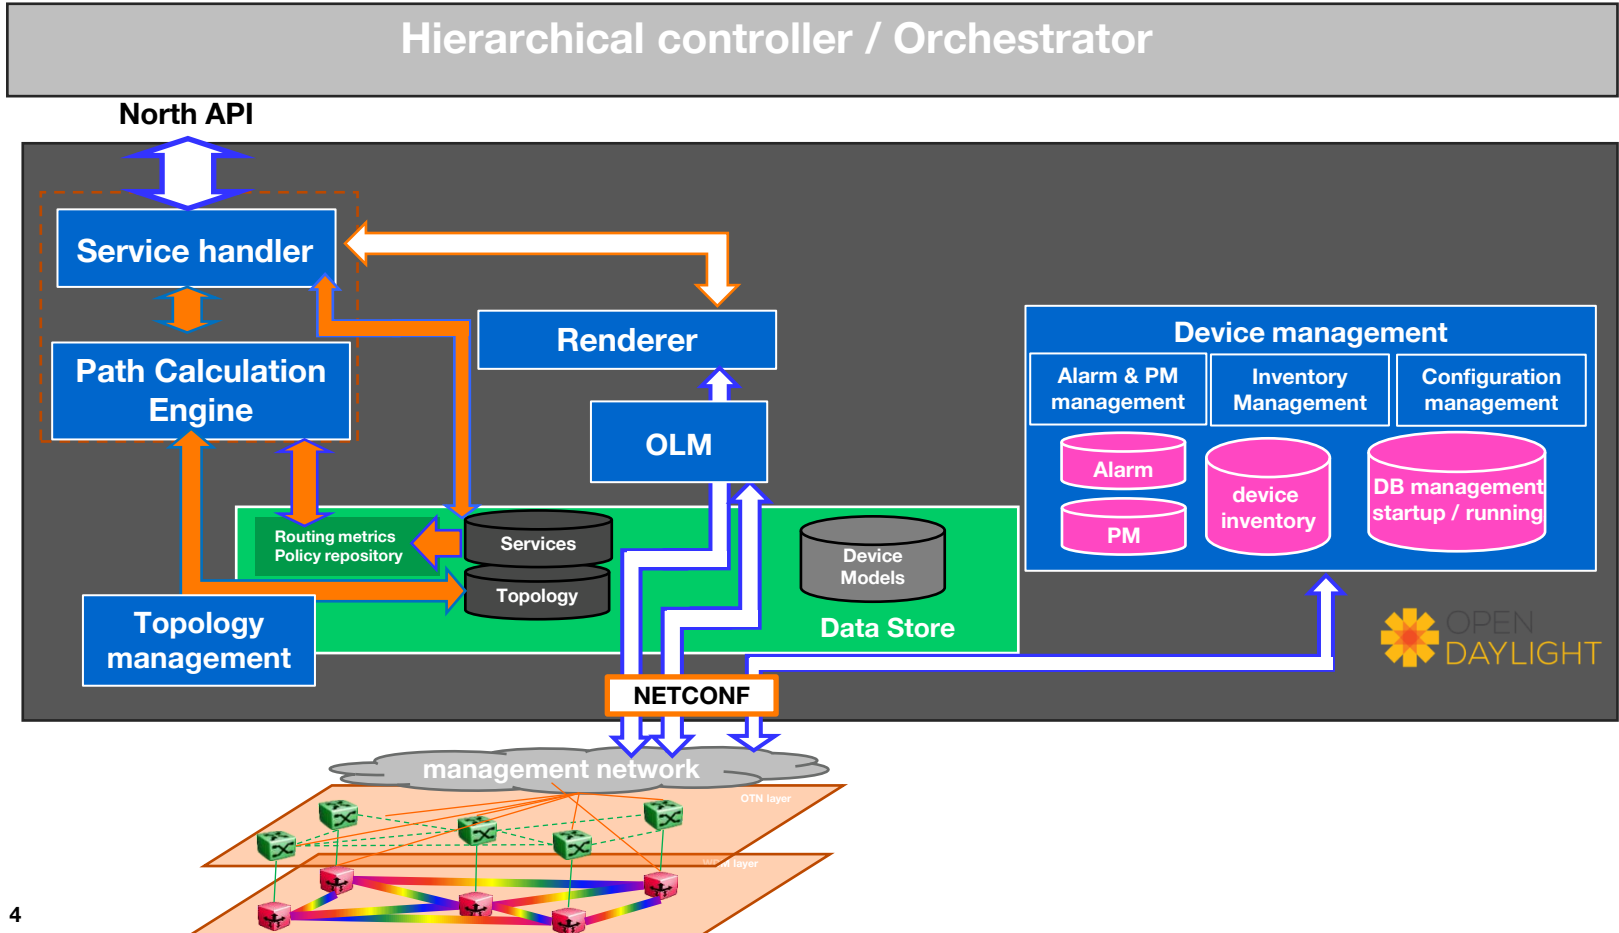 Hierarchical controller / Orchestrator
North API
Service handler
Renderer
Path Calculation
Engine
OLM
Device management
Alarm & PM
management
Inventory
Management
Configuration
management
Alarm
PM
device
inventory
DB management
startup / running
Routing metrics
Policy repository
Services
Topology
Device
Models
Data Store
Topology
management
OPEN
DAYLIGHT
NETCONF
management network
OTN layer
WDM layer
4